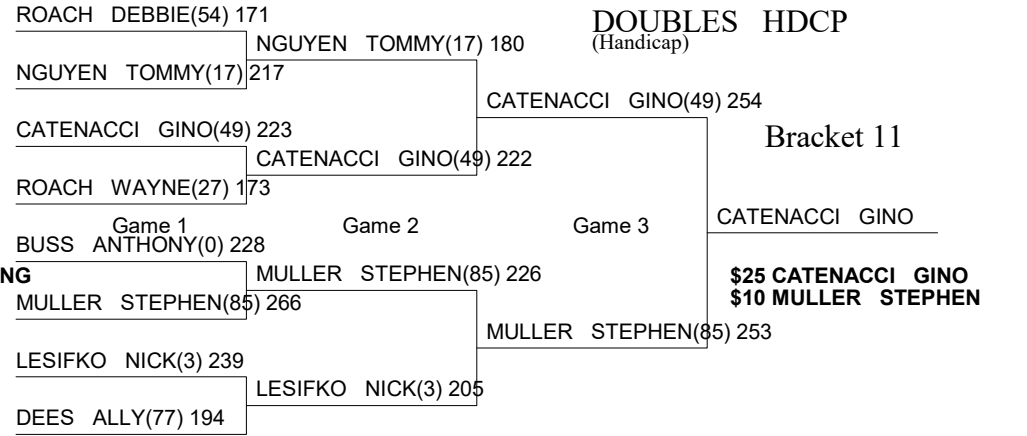 ROACH DEBBIE(54) 171
DOUBLES HDCP
(Handicap)
NGUYEN TOMMY(17) 180
NGUYEN TOMMY(17) 217
CATENACCI GINO(49) 254
CATENACCI GINO(49) 223
Bracket 11
CATENACCI GINO(49) 222
ROACH WAYNE(27) 173
Game 1
Game 2
Game 3
CATENACCI GINO
BUSS ANTHONY(0) 228
NG
MULLER STEPHEN(85) 226
$25 CATENACCI GINO
$10 MULLER STEPHEN
MULLER STEPHEN(85) 266
MULLER STEPHEN(85) 253
LESIFKO NICK(3) 239
LESIFKO NICK(3) 205
DEES ALLY(77) 194